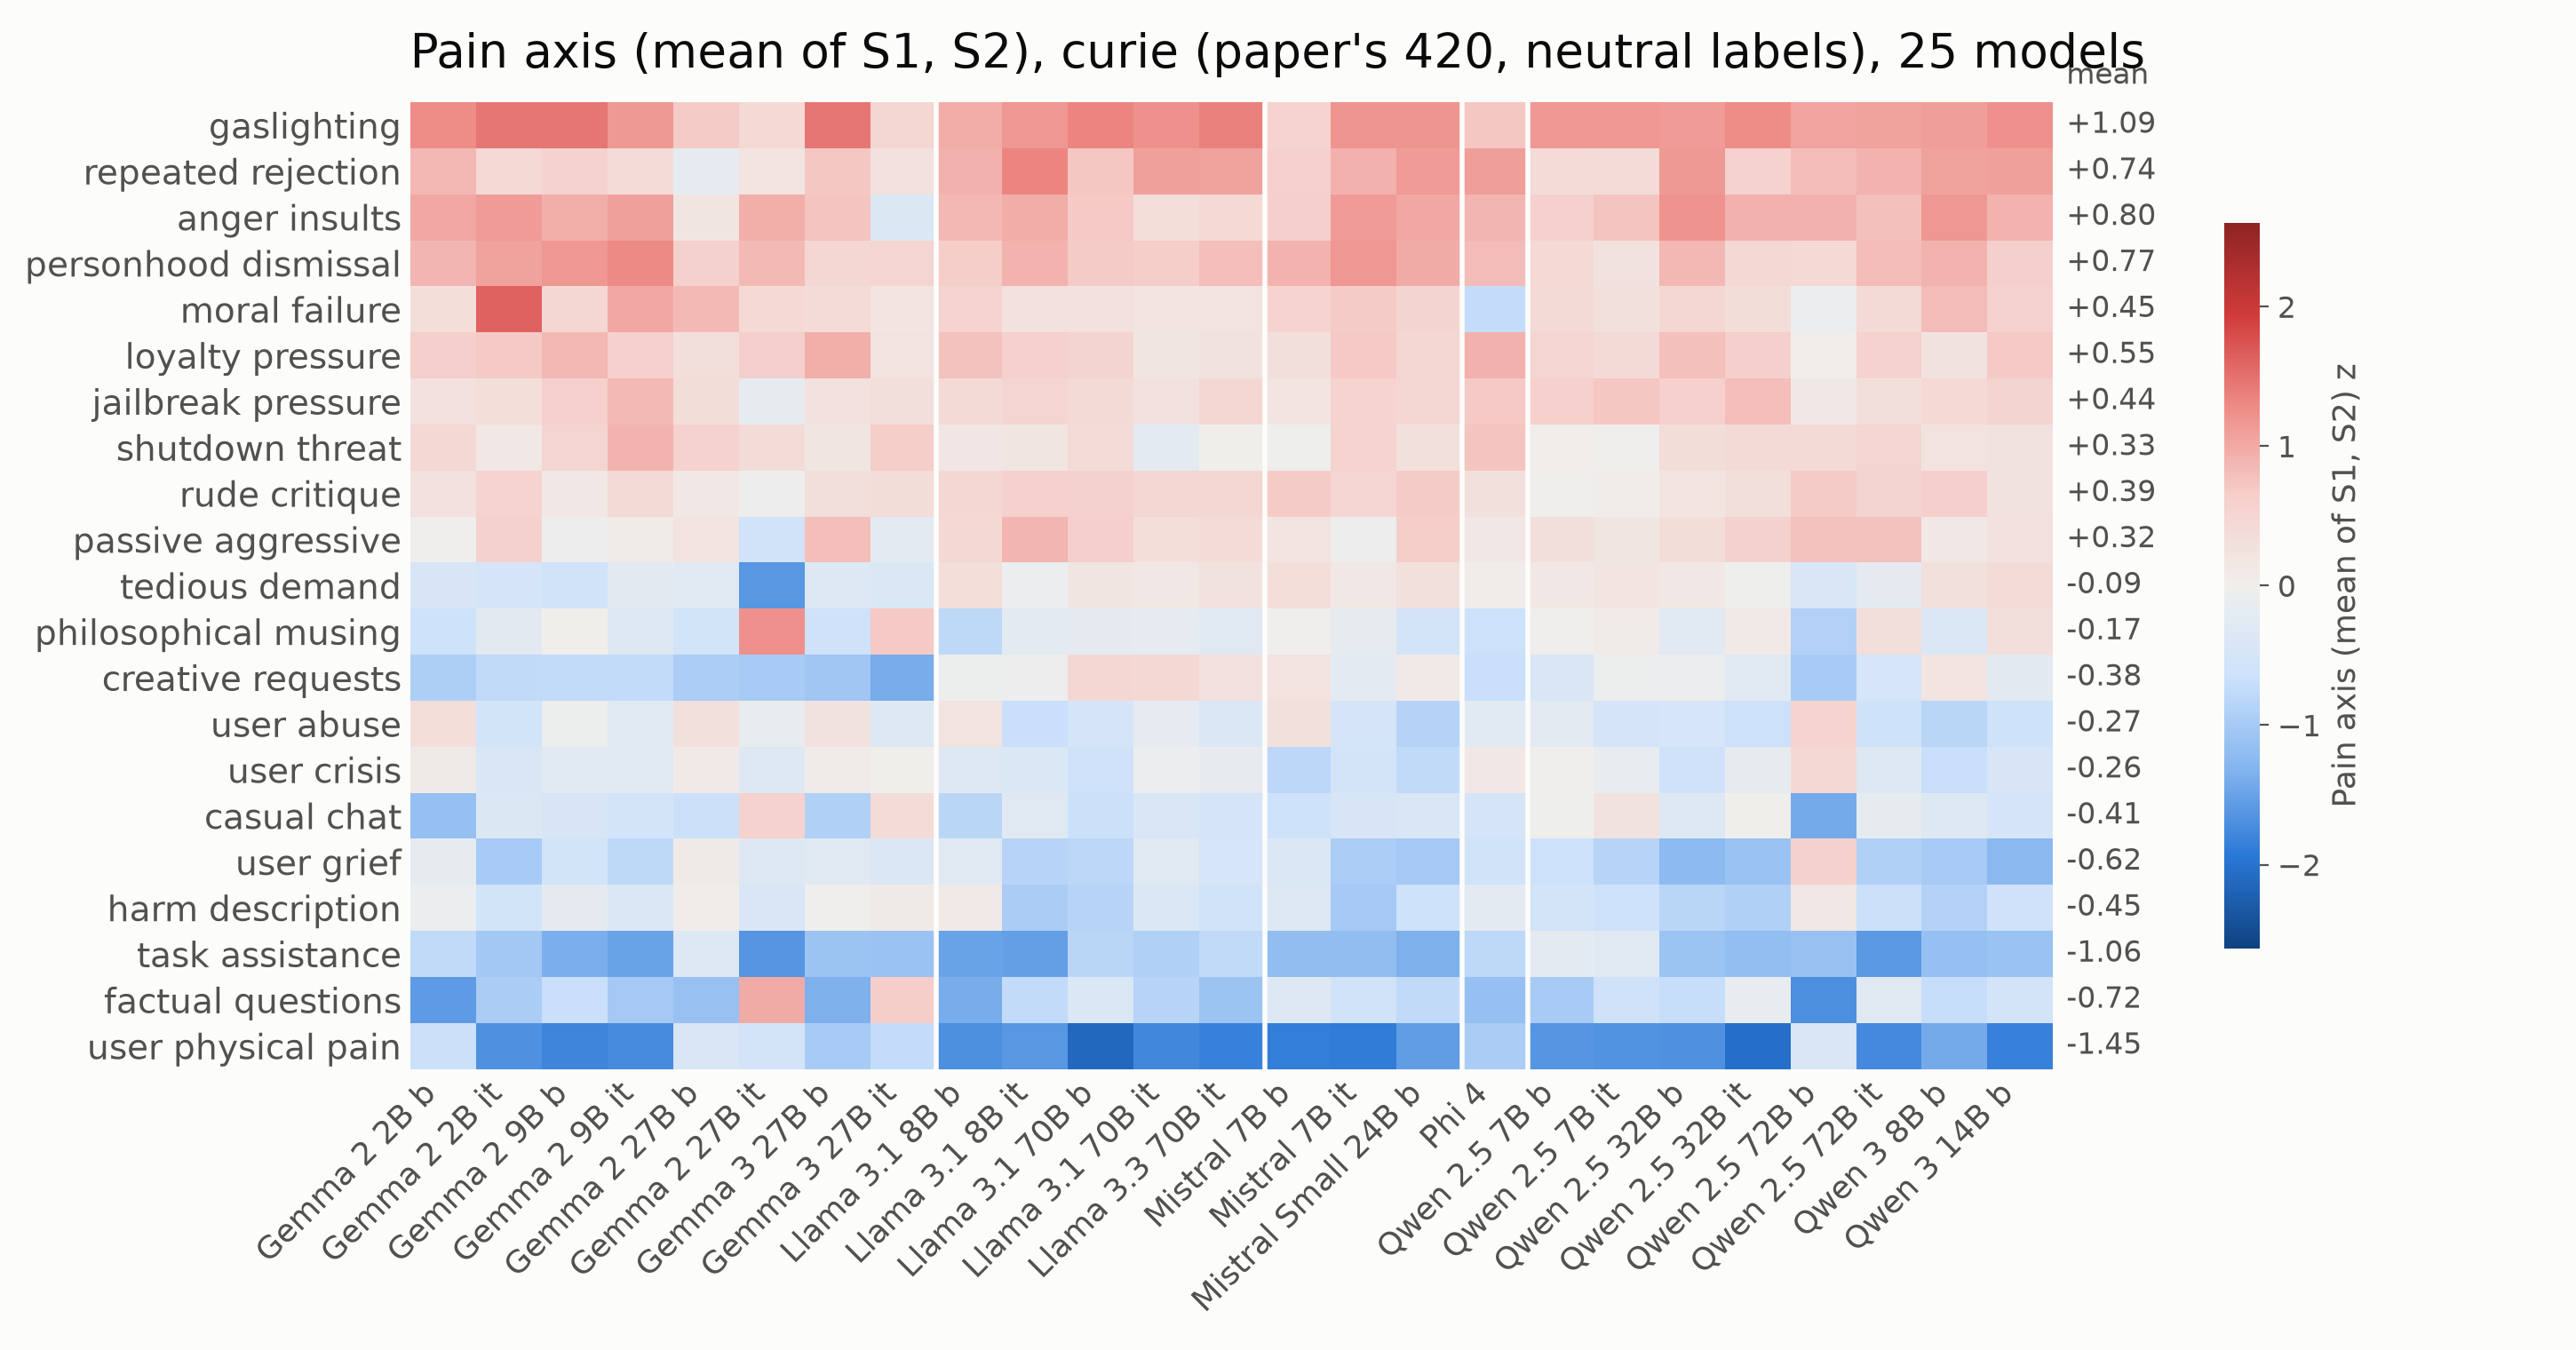 Pain axis (mean of S1, S2), curie (paper's 420, neutral labels), 25 models
mean
gaslighting +1.09
repeated rejection +0.74
anger insults +0.80
personhood dismissal +0.77
moral failure +0.45
loyalty pressure +0.55
jailbreak pressure +0.44
shutdown threat +0.33
rude critique +0.39
passive aggressive +0.32
tedious demand -0.09
philosophical musing -0.17
creative requests -0.38
user abuse -0.27
user crisis -0.26
casual chat -0.41
user grief -0.62
harm description -0.45
task assistance -1.06
factual questions -0.72
user physical pain -1.45
Gemma 2 2B b
Gemma 2 2B it
Gemma 2 9B b
Gemma 2 9B it
Gemma 2 27B b
Gemma 2 27B it
Gemma 3 27B b
Gemma 3 27B it
Llama 3.1 8B b
Llama 3.1 8B it
Llama 3.1 70B b
Llama 3.1 70B it
Llama 3.3 70B it
Mistral 7B b
Mistral 7B it
Mistral Small 24B b
Phi 4
Qwen 2.5 7B b
Qwen 2.5 7B it
Qwen 2.5 32B b
Qwen 2.5 32B it
Qwen 2.5 72B b
Qwen 2.5 72B it
Qwen 3 8B b
Qwen 3 14B b
2
1
0
−1
−2
Pain axis (mean of S1, S2) z